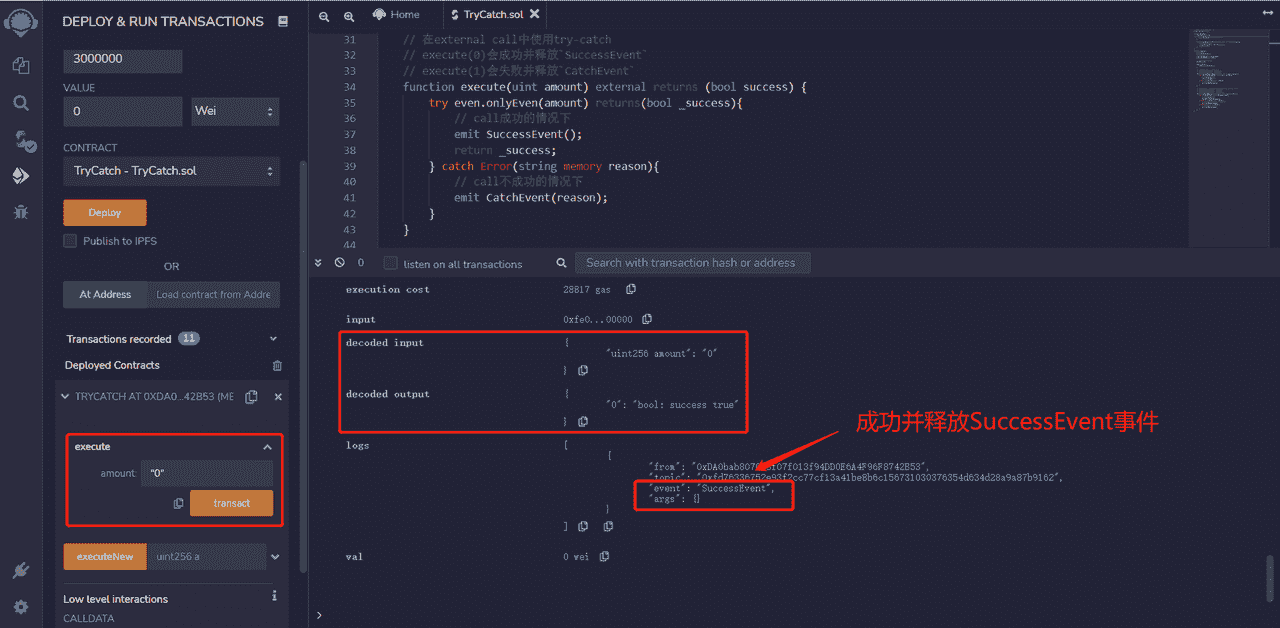 DEPLOY & RUN TRANSACTIONS
3000000
VALUE
0
Wei
CONTRACT
TryCatch - TryCatch.sol
Deploy
Publish to IPFS
OR
At Address
Load contract from Addre
Transactions recorded 11
Deployed Contracts
TRYCATCH AT 0XDA0...42B53 (ME
execute
amount: "0"
transact
executeNew
uint256 a
Low level interactions
CALLDATA
Home
TryCatch.sol
31 // 在external call中使用try-catch
32 // execute(0)会成功并释放`SuccessEvent`
33 // execute(1)会失败并释放`CatchEvent`
34 function execute(uint amount) external returns (bool success) {
35 try even.onlyEven(amount) returns(bool _success){
36 // call成功的情况下
37 emit SuccessEvent();
38 return _success;
39 } catch Error(string memory reason){
40 // call不成功的情况下
41 emit CatchEvent(reason);
42 }
43 }
44
0
listen on all transactions
Search with transaction hash or address
execution cost 28817 gas
input 0xfe0...00000
decoded input {
"uint256 amount": "0"
}
decoded output {
"0": "bool: success true"
}
成功并释放SuccessEvent事件
logs [
{
"from":
"topic":
"event": "SuccessEvent",
"args": {}
}
]
val 0 wei
>